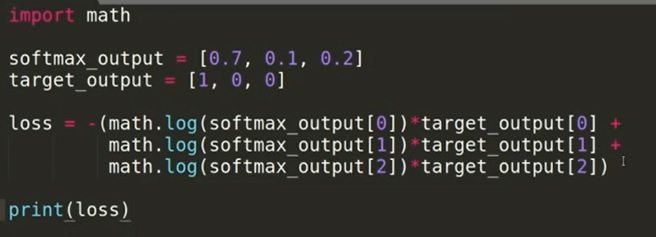 import math
softmax_output = [0.7, 0.1, 0.2]
target_output = [1, 0, 0]
loss = -(math.log(softmax_output[0])*target_output[0] +
math.log(softmax_output[1])*target_output[1] +
math.log(softmax_output[2])*target_output[2])
print(loss)